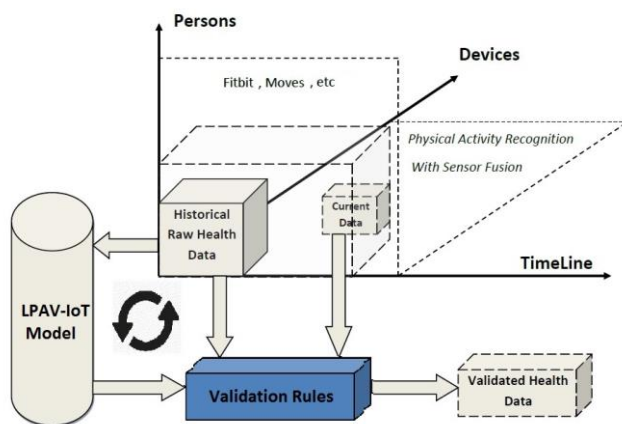 Persons
Devices
Fitbit , Moves , etc
Physical Activity Recognition
With Sensor Fusion
Historical
Raw Health
Data
Current
Data
TimeLine
LPAV-IoT
Model
Validation Rules
Validated Health
Data